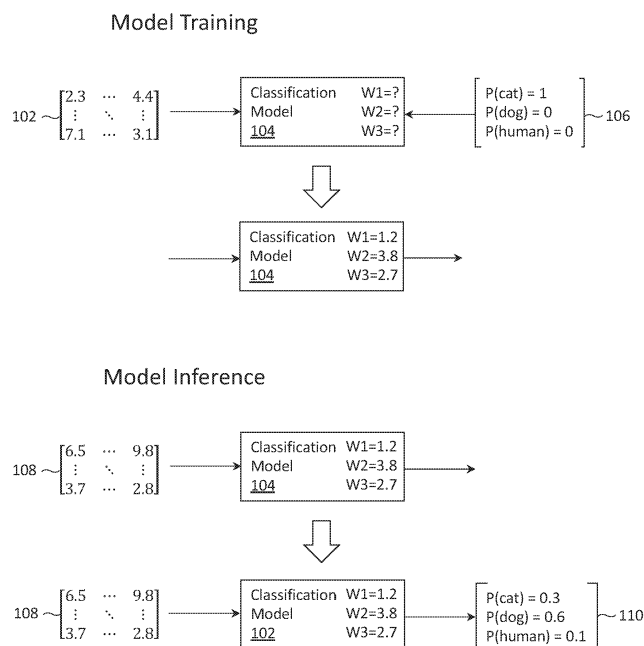 Model Training
102 [2.3 ⋯ 4.4 Classification W1=? P(cat) = 1
⋮ ⋱ ⋮ Model W2=? P(dog) = 0 106
7.1 ⋯ 3.1] 104 W3=? P(human) = 0
Classification W1=1.2
Model W2=3.8
104 W3=2.7
Model Inference
108 [6.5 ⋯ 9.8 Classification W1=1.2
⋮ ⋱ ⋮ Model W2=3.8
3.7 ⋯ 2.8] 104 W3=2.7
108 [6.5 ⋯ 9.8 Classification W1=1.2 P(cat) = 0.3
⋮ ⋱ ⋮ Model W2=3.8 P(dog) = 0.6 110
3.7 ⋯ 2.8] 102 W3=2.7 P(human) = 0.1